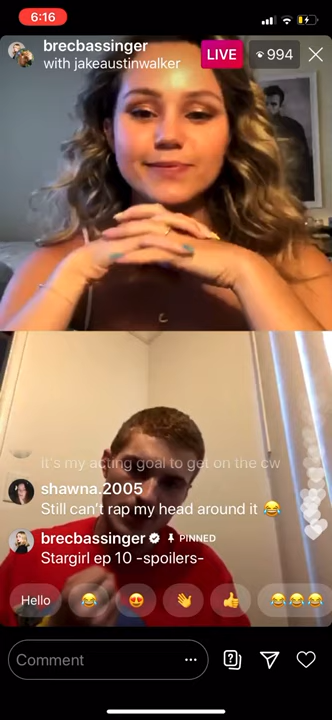 6:16
brecbassinger
with jakeaustinwalker
LIVE
994
it's my acting goal to get on the cw
shawna.2005
Still can't rap my head around it 😂
brecbassinger PINNED
Stargirl ep 10 -spoilers-
Hello 😂 😍 👋 👍 😂😂😂
Comment